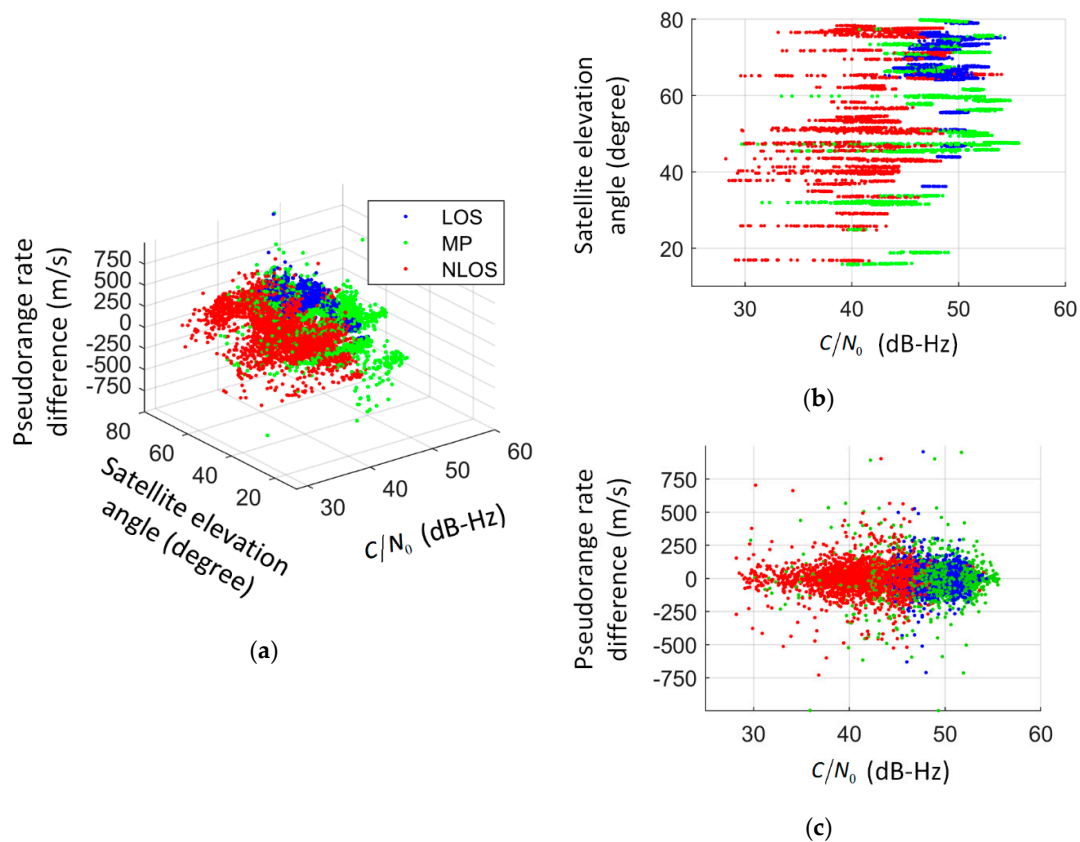 Pseudorange rate
difference (m/s)
750
500
250
0
-250
-500
-750
80
60
40
20
Satellite elevation
angle (degree)
30
40
50
60
C/N₀ (dB-Hz)
LOS
MP
NLOS
(a)
Satellite elevation
angle (degree)
80
60
40
20
30
40
50
60
C/N₀ (dB-Hz)
(b)
Pseudorange rate
difference (m/s)
750
500
250
0
-250
-500
-750
30
40
50
60
C/N₀ (dB-Hz)
(c)